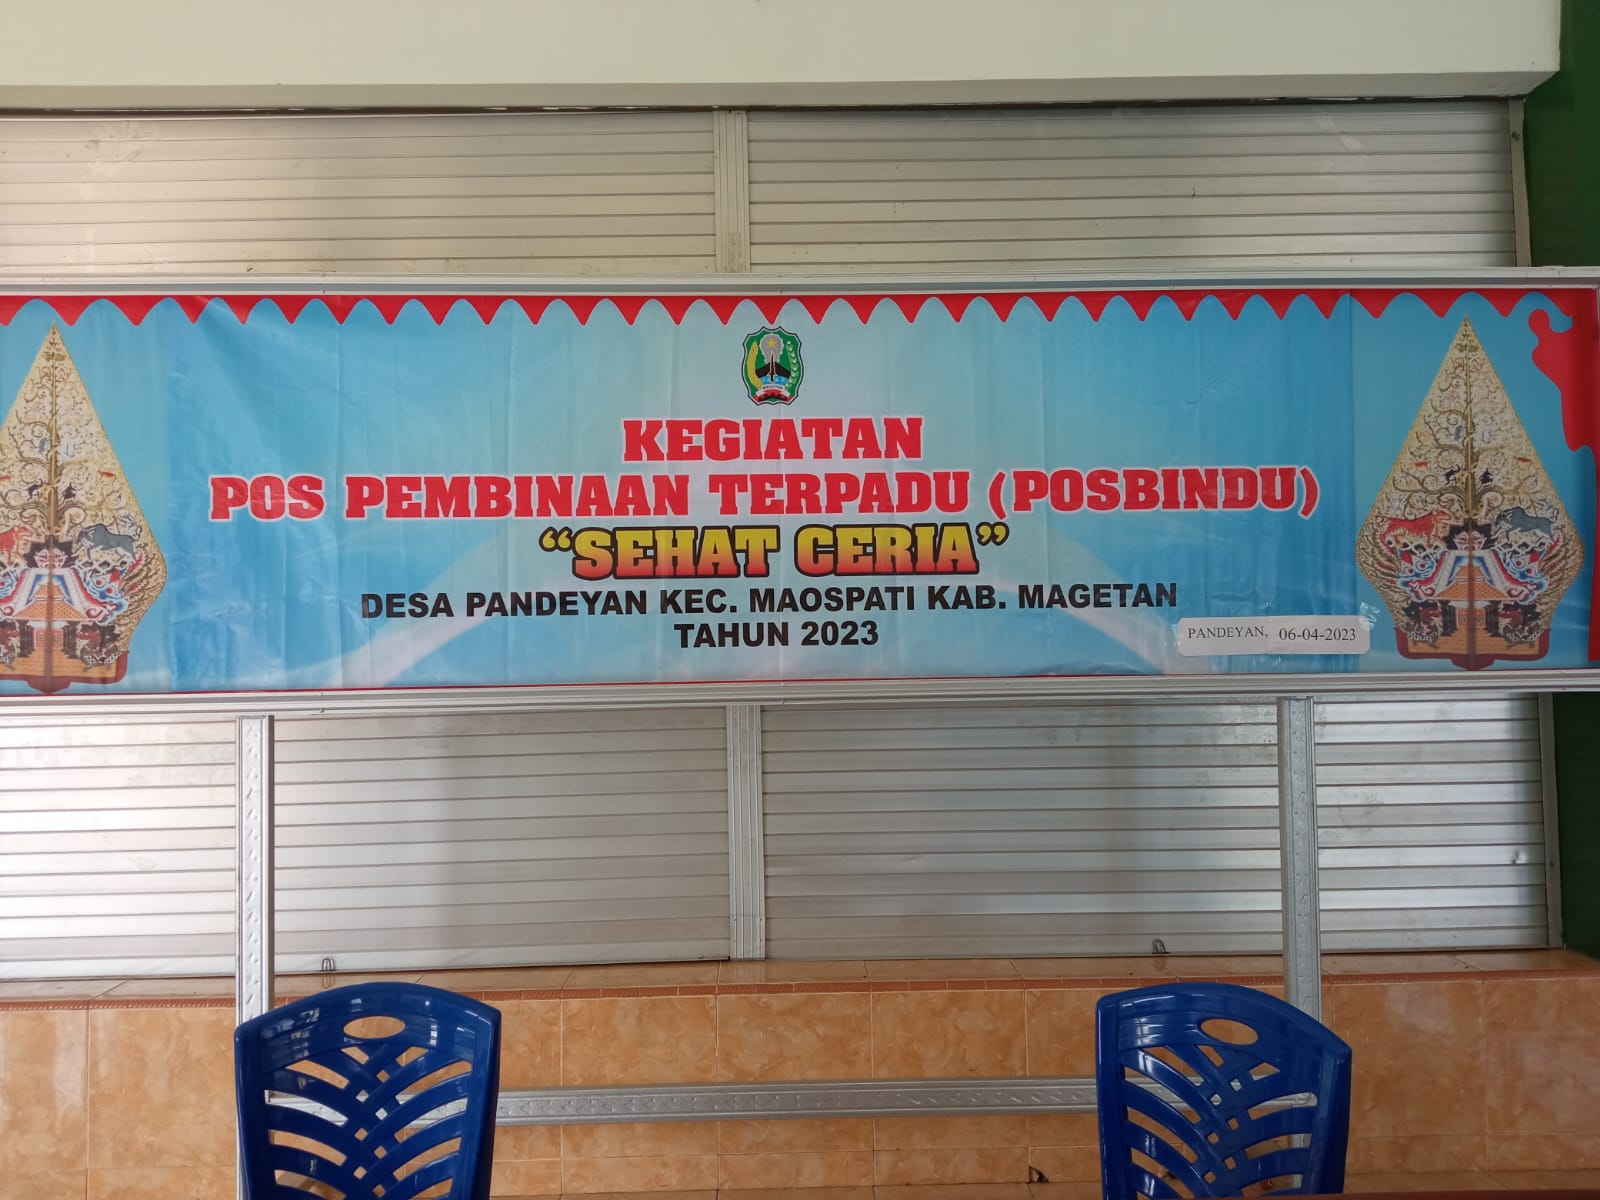 MAGETAN
KEGIATAN
POS PEMBINAAN TERPADU (POSBINDU)
“SEHAT CERIA”
DESA PANDEYAN KEC. MAOSPATI KAB. MAGETAN
TAHUN 2023
PANDEYAN, 06-04-2023